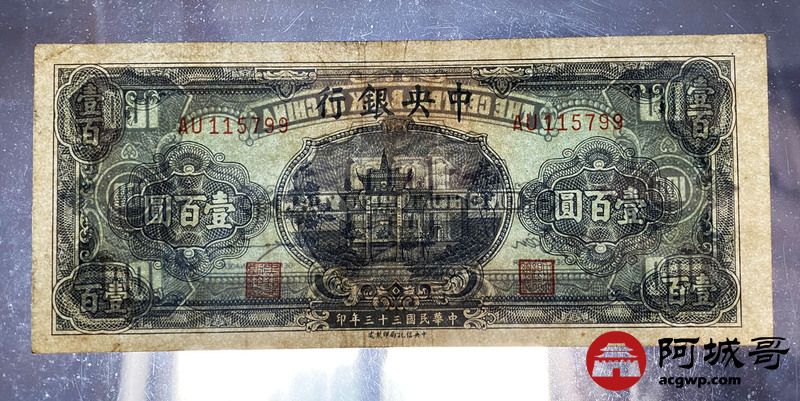 行銀央中
壹百
壹百
AU115799
AU115799
圓百壹
圓百壹
百壹
壹百
印年三十三國民華中
阿城哥
acgwp.com